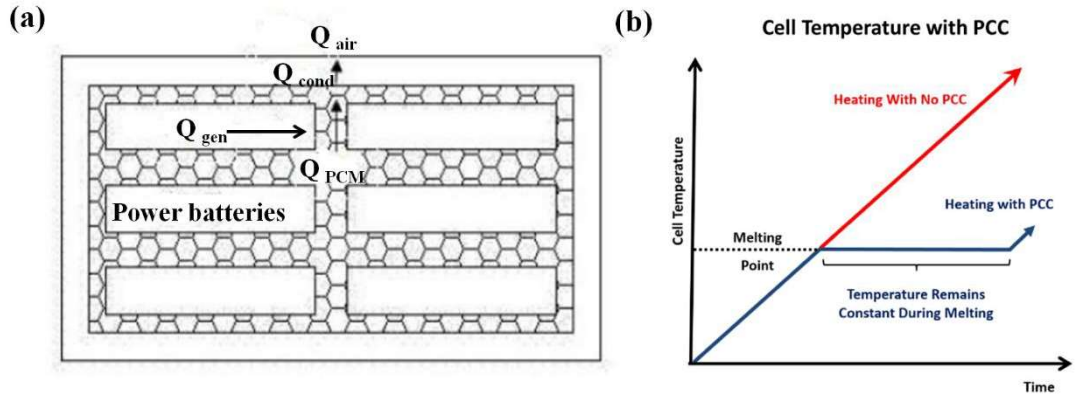 (a)
Q air
Q cond
Q gen
Q PCM
Power batteries
(b)
Cell Temperature with PCC
Heating With No PCC
Heating with PCC
Cell Temperature
Melting
Point
Temperature Remains
Constant During Melting
Time